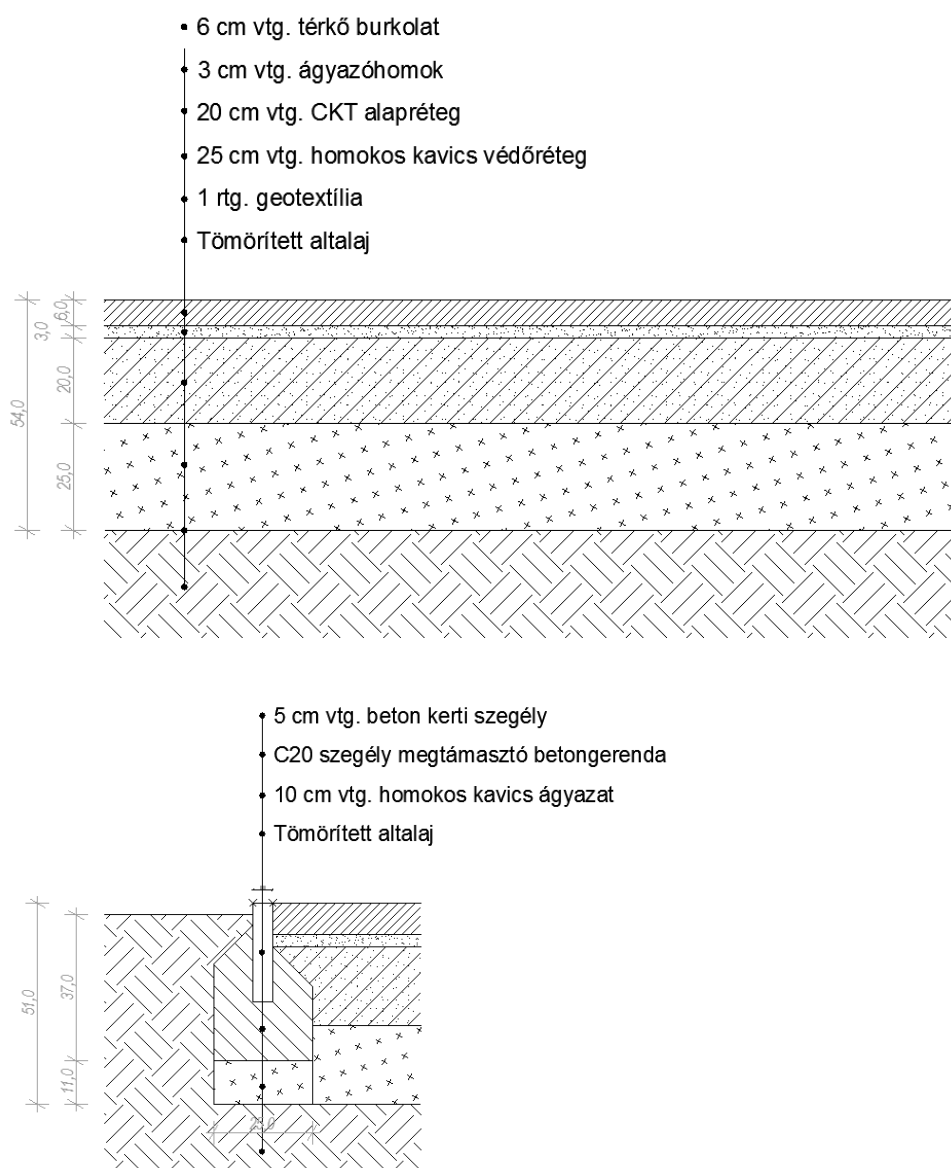 6 cm vtg. térkő burkolat
3 cm vtg. ágyazóhomok
20 cm vtg. CKT alapréteg
25 cm vtg. homokos kavics védőréteg
1 rtg. geotextília
Tömörített altalaj
6,0
3,0
20,0
54,0
25,0
5 cm vtg. beton kerti szegély
C20 szegély megtámasztó betongerenda
10 cm vtg. homokos kavics ágyazat
Tömörített altalaj
37,0
51,0
11,0